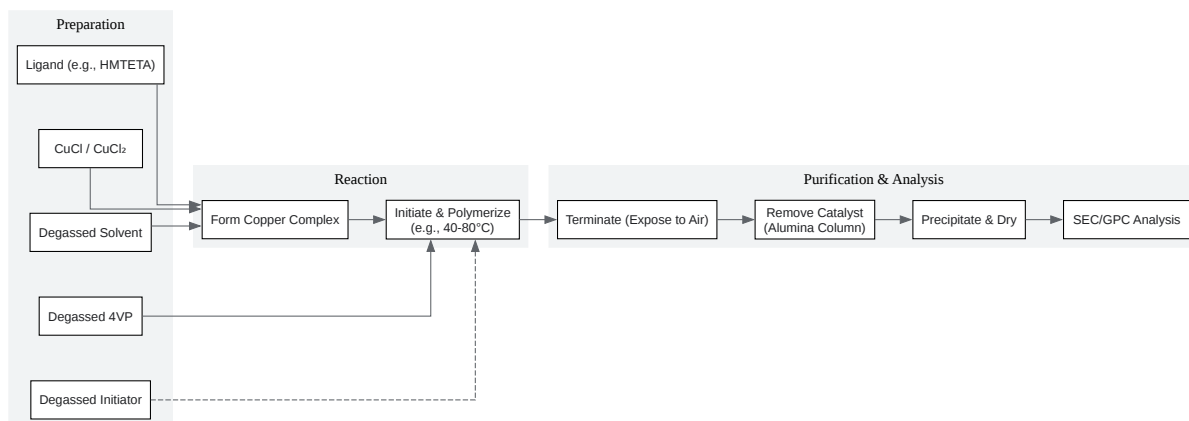 Preparation
Ligand (e.g., HMTETA)
CuCl / CuCl₂
Degassed Solvent
Degassed 4VP
Degassed Initiator
Reaction
Form Copper Complex
Initiate & Polymerize
(e.g., 40-80°C)
Purification & Analysis
Terminate (Expose to Air)
Remove Catalyst
(Alumina Column)
Precipitate & Dry
SEC/GPC Analysis